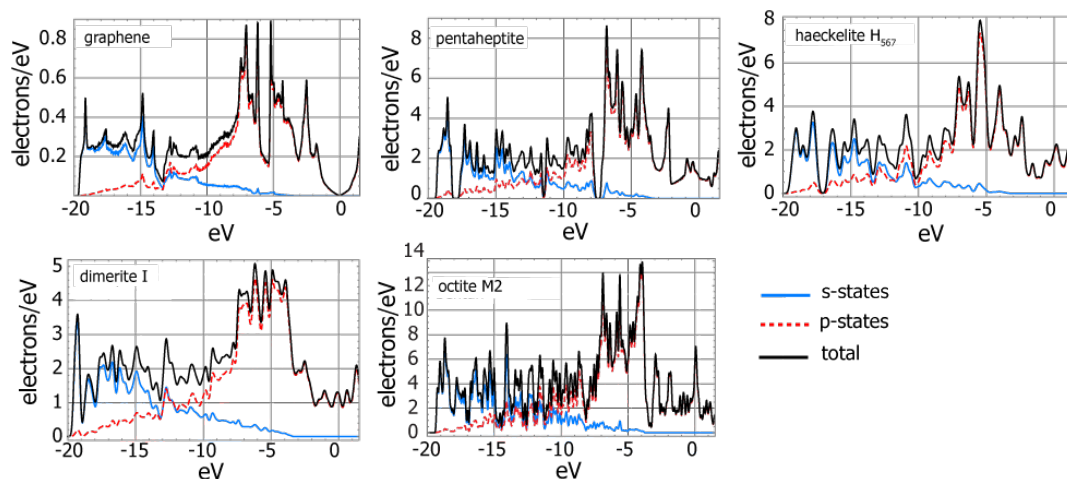 graphene
electrons/eV
0.8
0.6
0.4
0.2
-20 -15 -10 -5 0
eV
pentaheptite
electrons/eV
8
6
4
2
0
-20 -15 -10 -5 0
eV
haeckelite H567
electrons/eV
8
6
4
2
0
-20 -15 -10 -5 0
eV
dimerite I
electrons/eV
5
4
3
2
1
0
-20 -15 -10 -5 0
eV
octite M2
electrons/eV
14
12
10
8
6
4
2
0
-20 -15 -10 -5 0
eV
s-states
p-states
total